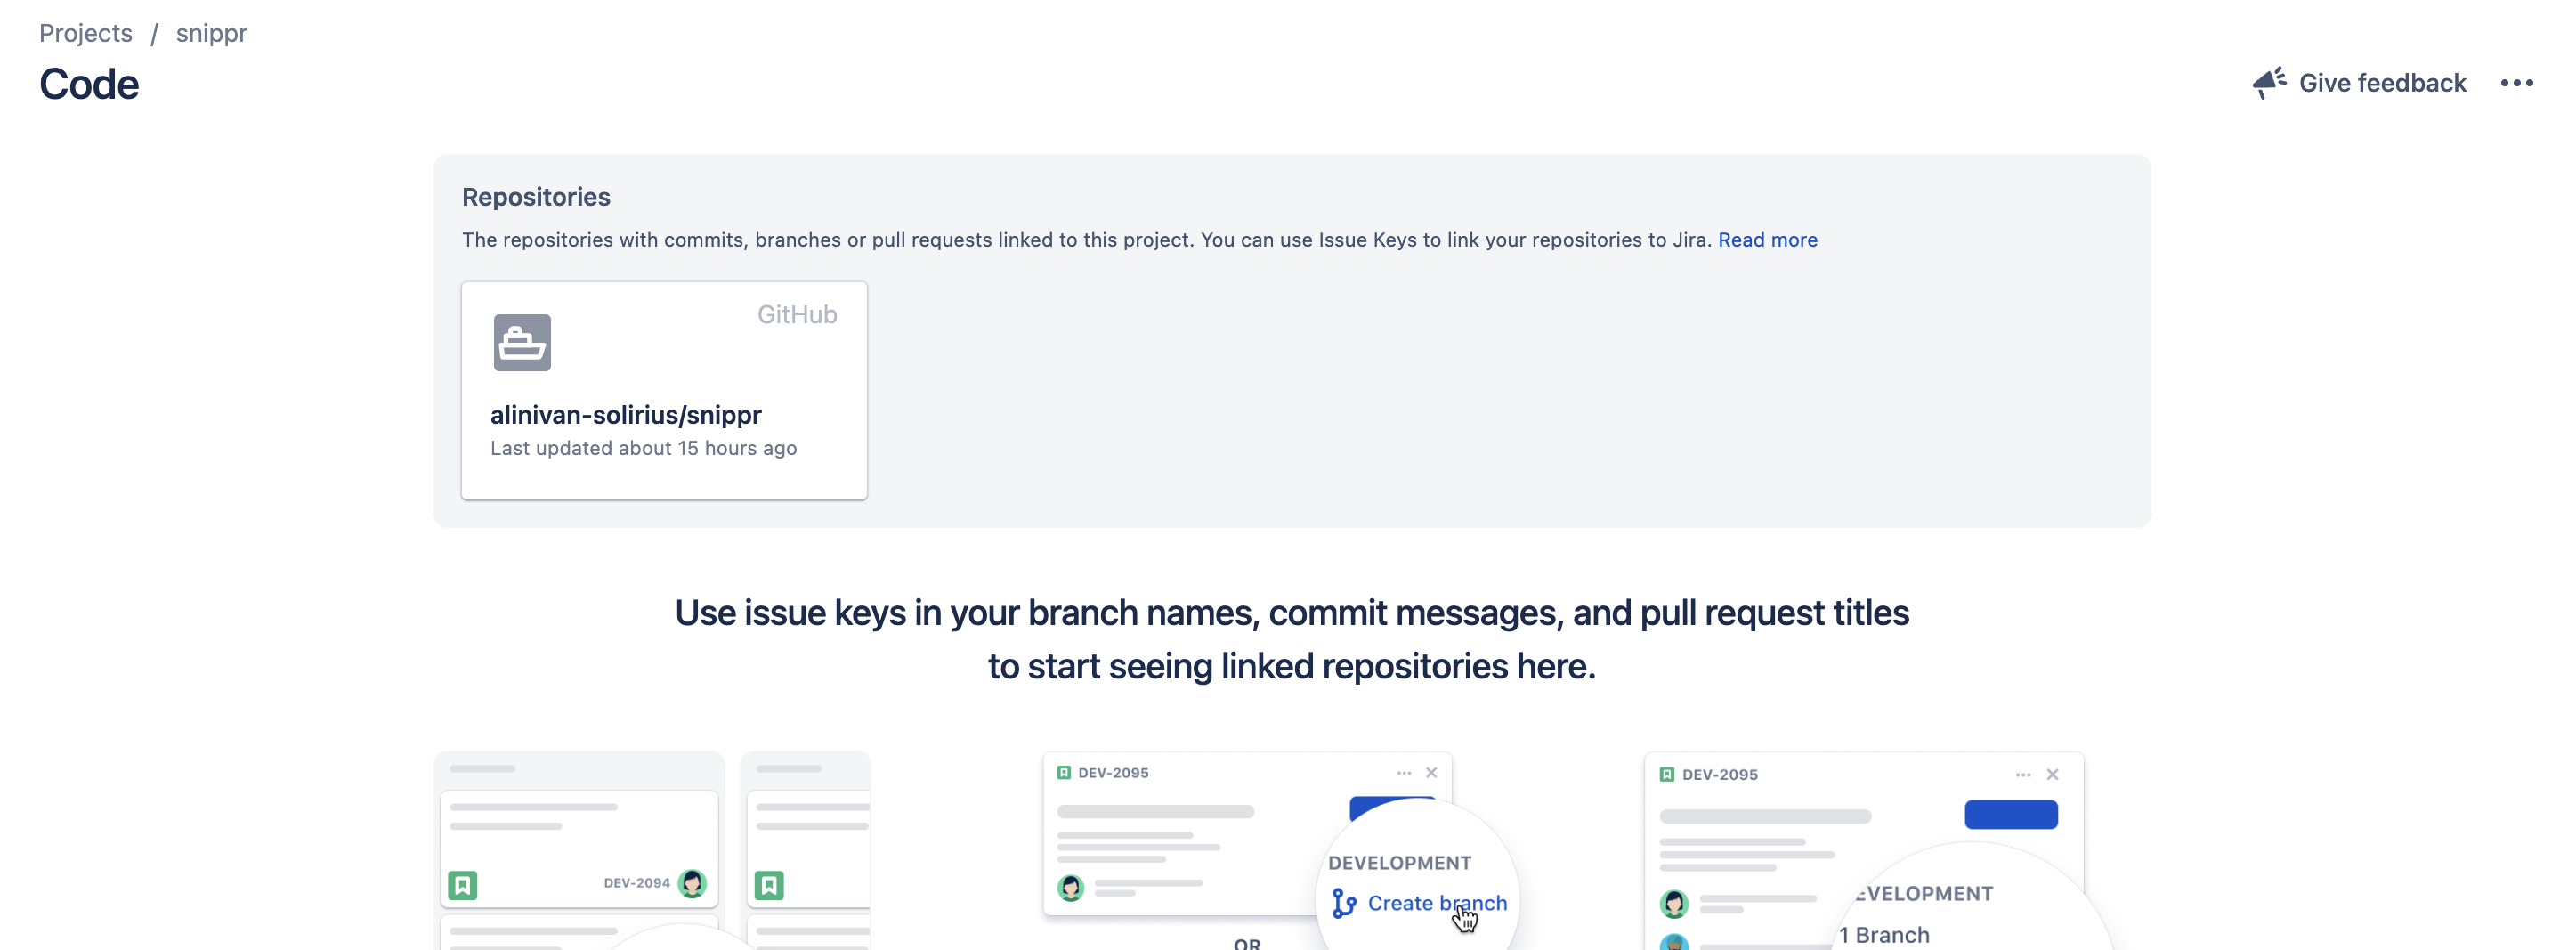 Projects / snippr
Code
Give feedback
Repositories
The repositories with commits, branches or pull requests linked to this project. You can use Issue Keys to link your repositories to Jira. Read more
GitHub
alinivan-solirius/snippr
Last updated about 15 hours ago
Use issue keys in your branch names, commit messages, and pull request titles
to start seeing linked repositories here.
DEV-2094
DEV-2095
DEVELOPMENT
Create branch
OR
DEV-2095
EVELOPMENT
1 Branch